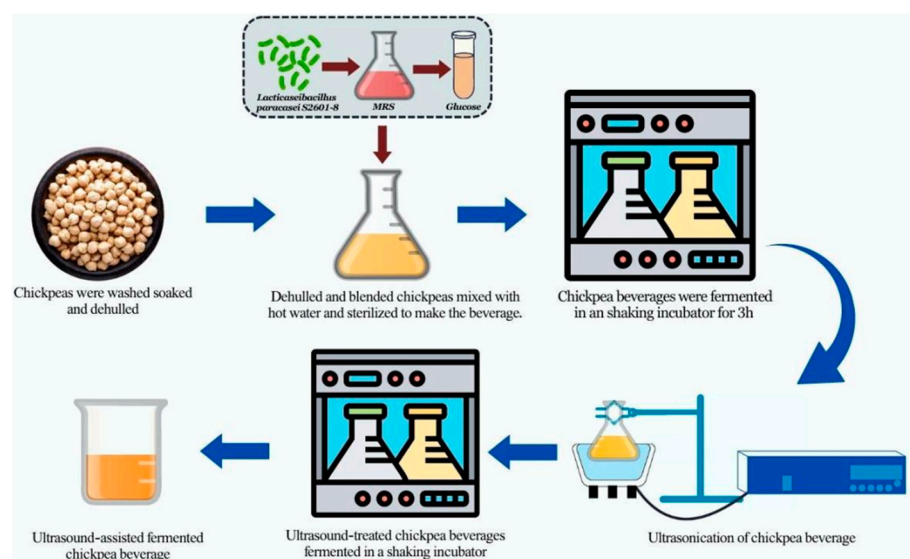 Lacticaseibacillus
paracasei S2601-8
MRS
Glucose
Chickpeas were washed soaked
and dehulled
Dehulled and blended chickpeas mixed with
hot water and sterilized to make the beverage.
Chickpea beverages were fermented
in an shaking incubator for 3h
Ultrasound-assisted fermented
chickpea beverage
Ultrasound-treated chickpea beverages
fermented in a shaking incubator
Ultrasonication of chickpea beverage